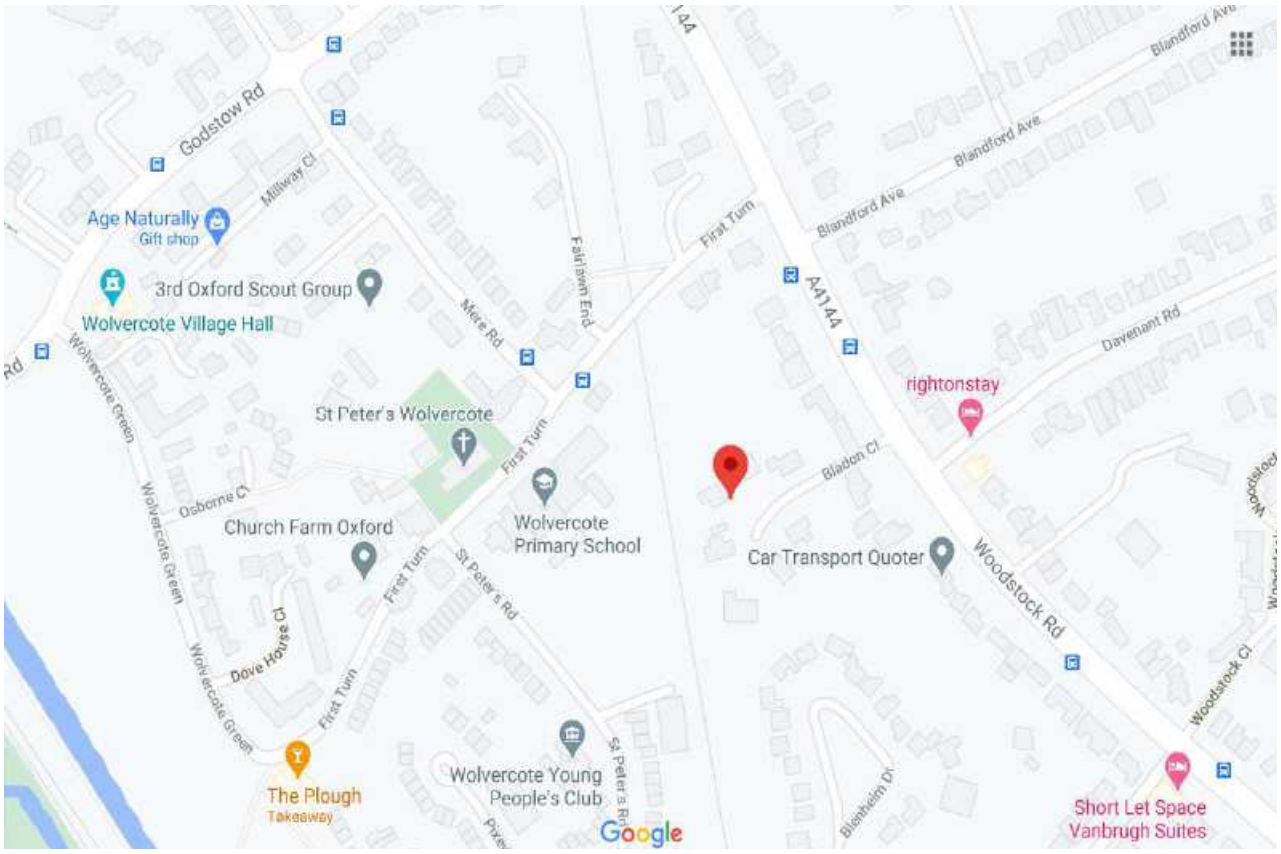 144
Blandford Ave
Godstow Rd
Blandford Ave
Millway Cl
Blandford Ave
First Turn
Age Naturally
Gift shop
Fairlawn End
3rd Oxford Scout Group
A4144
Wolvercote Village Hall
Mere Rd
Davenant Rd
Rd
Wolvercote Green
rightonstay
St Peter's Wolvercote
First Turn
Bladon Cl
Woodstock
Osborne Cl
Wolvercote Green
Church Farm Oxford
Wolvercote
Primary School
Car Transport Quoter
First Turn
St Peter's Rd
Woodstock Rd
Woodstock
Dove House Cl
Wolvercote Green
First Turn
Woodstock Cl
The Plough
Takeaway
Wolvercote Young
People's Club
St Peter's Rd
Blenheim Dr
Short Let Space
Vanbrugh Suites
Google